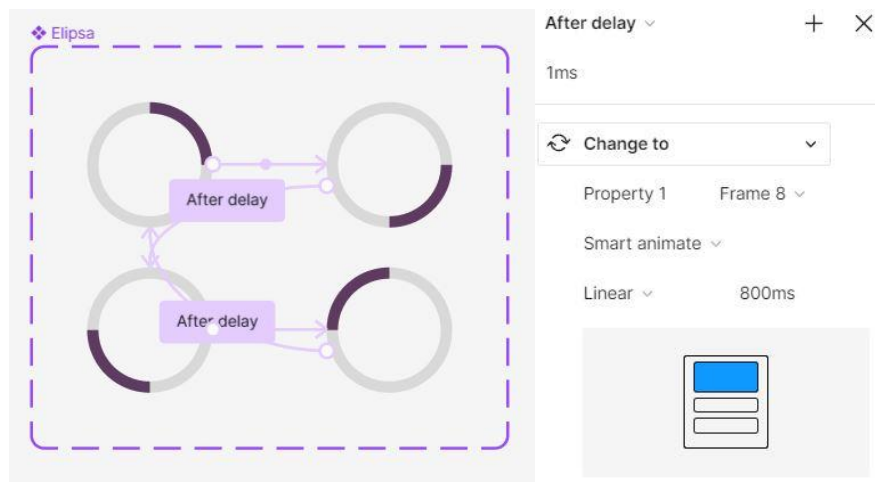 Elipsa
After delay
After delay
After delay
1ms
Change to
Property 1 Frame 8
Smart animate
Linear 800ms